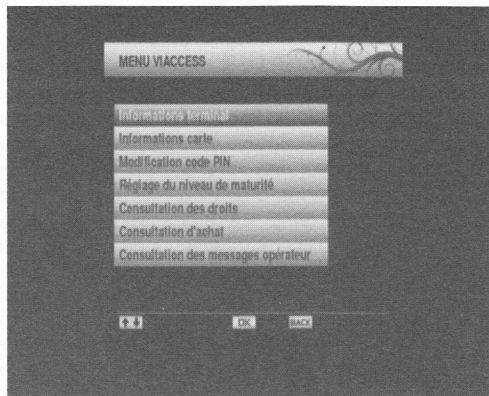 MENU VIACCESS
Informations terminal
Informations carte
Modification code PIN
Réglage du niveau de maturité
Consultation des droits
Consultation d'achat
Consultation des messages opérateur
OK BACK